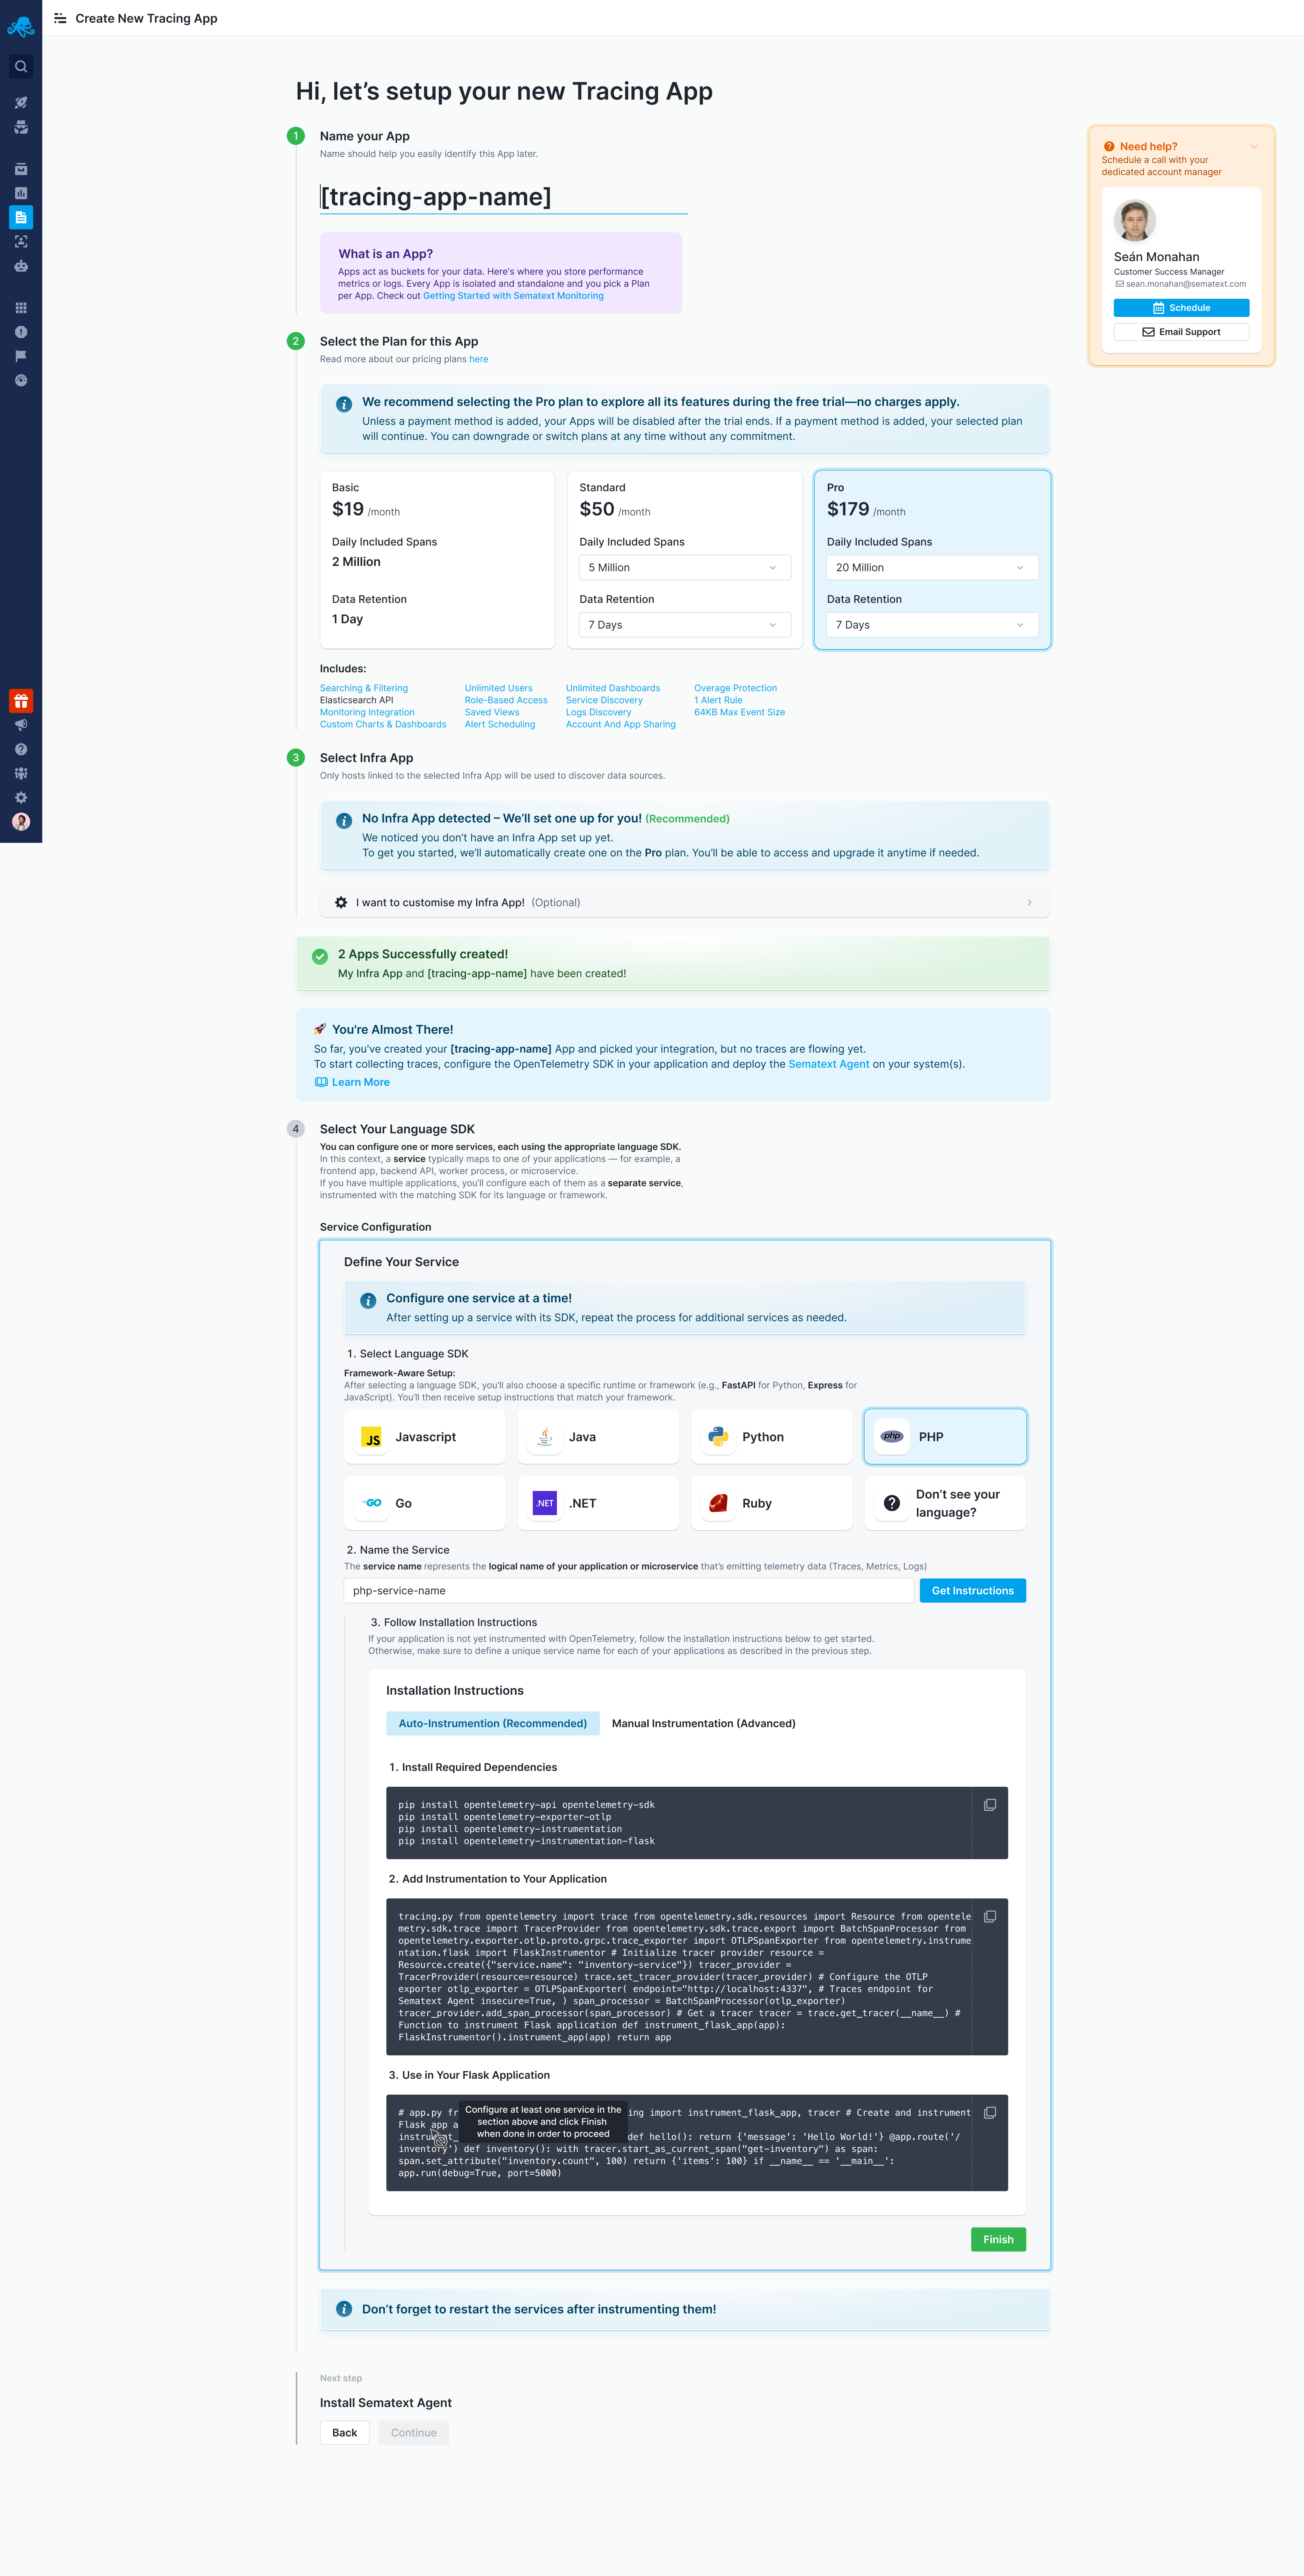 Create New Tracing App
Hi, let's setup your new Tracing App
1
Name your App
Name should help you easily identify this App later.
[tracing-app-name]
What is an App?
Apps act as buckets for your data. Here's where you store performance
metrics or logs. Every App is isolated and standalone and you pick a Plan
per App. Check out Getting Started with Sematext Monitoring
Need help?
Schedule a call with your
dedicated account manager
Seán Monahan
Customer Success Manager
sean.monahan@sematext.com
Schedule
Email Support
2
Select the Plan for this App
Read more about our pricing plans here
We recommend selecting the Pro plan to explore all its features during the free trial—no charges apply.
Unless a payment method is added, your Apps will be disabled after the trial ends. If a payment method is added, your selected plan
will continue. You can downgrade or switch plans at any time without any commitment.
Basic
$19 /month
Daily Included Spans
2 Million
Data Retention
1 Day
Standard
$50 /month
Daily Included Spans
5 Million
Data Retention
7 Days
Pro
$179 /month
Daily Included Spans
20 Million
Data Retention
7 Days
Includes:
Searching & Filtering
Elasticsearch API
Monitoring Integration
Custom Charts & Dashboards
Unlimited Users
Role-Based Access
Saved Views
Alert Scheduling
Unlimited Dashboards
Service Discovery
Logs Discovery
Account And App Sharing
Overage Protection
1 Alert Rule
64KB Max Event Size
3
Select Infra App
Only hosts linked to the selected Infra App will be used to discover data sources.
No Infra App detected – We'll set one up for you! (Recommended)
We noticed you don't have an Infra App set up yet.
To get you started, we'll automatically create one on the Pro plan. You'll be able to access and upgrade it anytime if needed.
I want to customise my Infra App! (Optional)
2 Apps Successfully created!
My Infra App and [tracing-app-name] have been created!
🚀 You're Almost There!
So far, you've created your [tracing-app-name] App and picked your integration, but no traces are flowing yet.
To start collecting traces, configure the OpenTelemetry SDK in your application and deploy the Sematext Agent on your system(s).
Learn More
4
Select Your Language SDK
You can configure one or more services, each using the appropriate language SDK.
In this context, a service typically maps to one of your applications — for example, a
frontend app, backend API, worker process, or microservice.
If you have multiple applications, you'll configure each of them as a separate service,
instrumented with the matching SDK for its language or framework.
Service Configuration
Define Your Service
Configure one service at a time!
After setting up a service with its SDK, repeat the process for additional services as needed.
1. Select Language SDK
Framework-Aware Setup:
After selecting a language SDK, you'll also choose a specific runtime or framework (e.g., FastAPI for Python, Express for
JavaScript). You'll then receive setup instructions that match your framework.
JS
Javascript
Java
Python
php
PHP
GO
Go
.NET
.NET
Ruby
Don't see your
language?
2. Name the Service
The service name represents the logical name of your application or microservice that's emitting telemetry data (Traces, Metrics, Logs)
php-service-name
Get Instructions
3. Follow Installation Instructions
If your application is not yet instrumented with OpenTelemetry, follow the installation instructions below to get started.
Otherwise, make sure to define a unique service name for each of your applications as described in the previous step.
Installation Instructions
Auto-Instrumention (Recommended)
Manual Instrumentation (Advanced)
1. Install Required Dependencies
pip install opentelemetry-api opentelemetry-sdk
pip install opentelemetry-exporter-otlp
pip install opentelemetry-instrumentation
pip install opentelemetry-instrumentation-flask
2. Add Instrumentation to Your Application
tracing.py from opentelemetry import trace from opentelemetry.sdk.resources import Resource from opentele
metry.sdk.trace import TracerProvider from opentelemetry.sdk.trace.export import BatchSpanProcessor from
opentelemetry.exporter.otlp.proto.grpc.trace_exporter import OTLPSpanExporter from opentelemetry.instrume
ntation.flask import FlaskInstrumentor # Initialize tracer provider resource =
Resource.create({"service.name": "inventory-service"}) tracer_provider =
TracerProvider(resource=resource) trace.set_tracer_provider(tracer_provider) # Configure the OTLP
exporter otlp_exporter = OTLPSpanExporter( endpoint="http://localhost:4337", # Traces endpoint for
Sematext Agent insecure=True, ) span_processor = BatchSpanProcessor(otlp_exporter)
tracer_provider.add_span_processor(span_processor) # Get a tracer tracer = trace.get_tracer(__name__) #
Function to instrument Flask application def instrument_flask_app(app):
FlaskInstrumentor().instrument_app(app) return app
3. Use in Your Flask Application
# app.py fr
ing import instrument_flask_app, tracer # Create and instrument
Flask app a
def hello(): return {'message': 'Hello World!'} @app.route('/
inventory') def inventory(): with tracer.start_as_current_span("get-inventory") as span:
span.set_attribute("inventory.count", 100) return {'items': 100} if __name__ == '__main__':
app.run(debug=True, port=5000)
Configure at least one service in the
section above and click Finish
when done in order to proceed
Finish
Don't forget to restart the services after instrumenting them!
Next step
Install Sematext Agent
Back
Continue